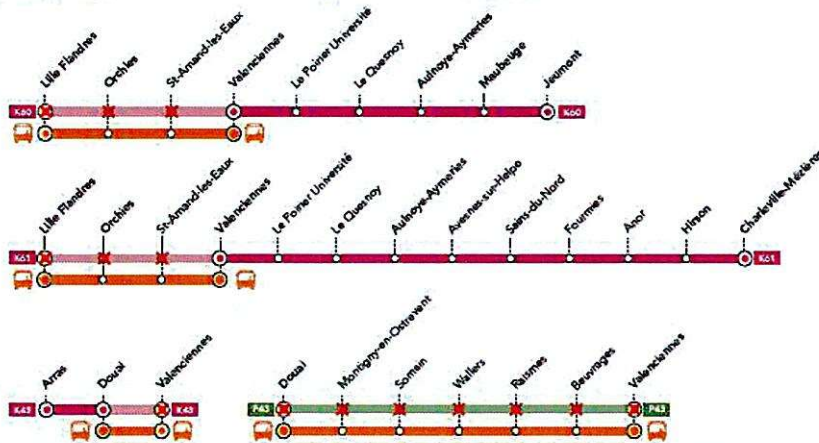 Lille Flandres
Orchies
St-Amand-les-Eaux
Valenciennes
Le Poirier Université
Le Quesnoy
Aulnoye-Aymeries
Maubeuge
Jeumont
K60
K60
Lille Flandres
Orchies
St-Amand-les-Eaux
Valenciennes
Le Poirier Université
Le Quesnoy
Aulnoye-Aymeries
Avesnes-sur-Helpe
Sains-du-Nord
Fourmies
Anor
Hirson
Charleville-Mézières
K61
K61
Arras
Douai
Valenciennes
K43
K43
Douai
Montigny-en-Ostrevent
Somain
Wallers
Raismes
Beuvrages
Valenciennes
P43
P43